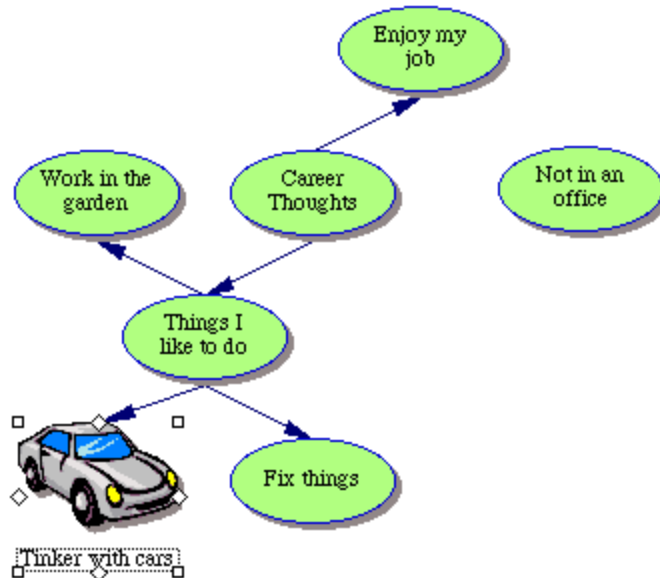 Enjoy my
job
Work in the
garden
Career
Thoughts
Not in an
office
Things I
like to do
Fix things
Tinker with cars